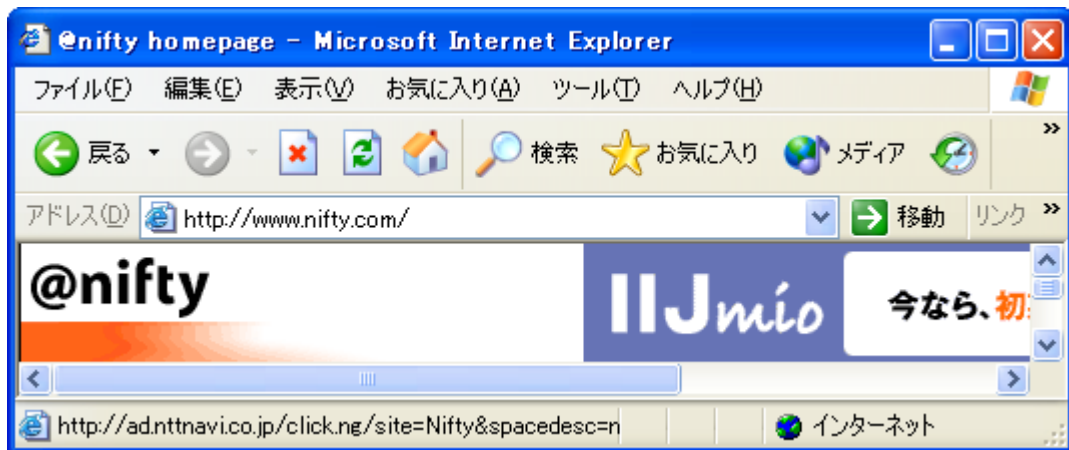 @nifty homepage - Microsoft Internet Explorer
ファイル(F) 編集(E) 表示(V) お気に入り(A) ツール(T) ヘルプ(H)
戻る 検索 お気に入り メディア »
アドレス(D) http://www.nifty.com/ 移動 リンク »
@nifty IIJmio 今なら、初
http://ad.nttnavi.co.jp/click.ng/site=Nifty&spacedesc=n インターネット